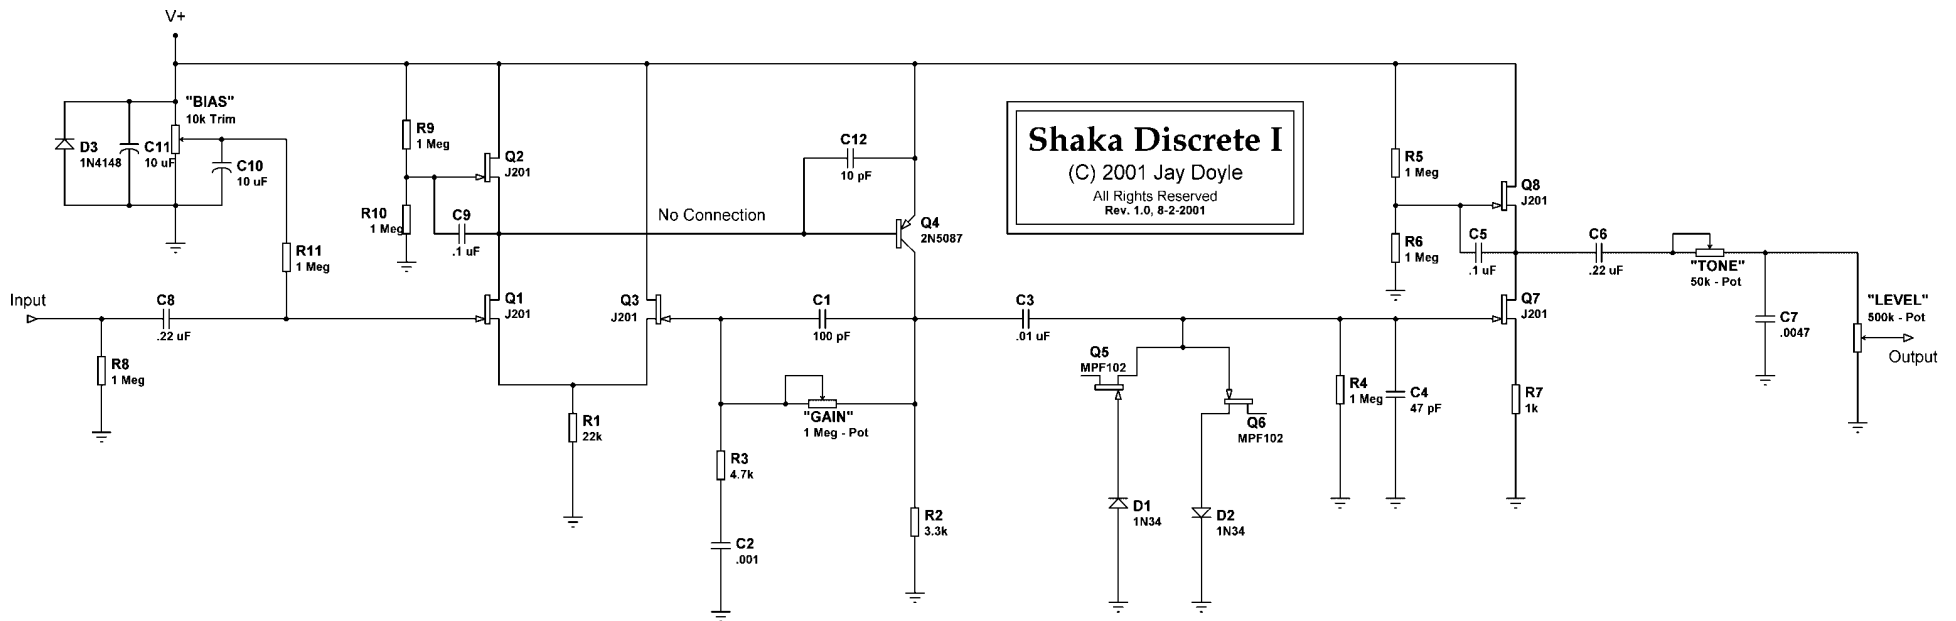 V+
"BIAS"
10k Trim
D3
1N4148
C11
10 uF
C10
10 uF
R11
1 Meg
Input
C8
.22 uF
R8
1 Meg
R9
1 Meg
R10
1 Meg
C9
.1 uF
Q2
J201
Q1
J201
No Connection
Q3
J201
R1
22k
C12
10 pF
Q4
2N5087
C1
100 pF
"GAIN"
1 Meg - Pot
R3
4.7k
C2
.001
R2
3.3k
Shaka Discrete I
(C) 2001 Jay Doyle
All Rights Reserved
Rev. 1.0, 8-2-2001
C3
.01 uF
Q5
MPF102
Q6
MPF102
D1
1N34
D2
1N34
R4
1 Meg
C4
47 pF
R5
1 Meg
R6
1 Meg
C5
.1 uF
Q8
J201
Q7
J201
R7
1k
C6
.22 uF
"TONE"
50k - Pot
C7
.0047
"LEVEL"
500k - Pot
Output